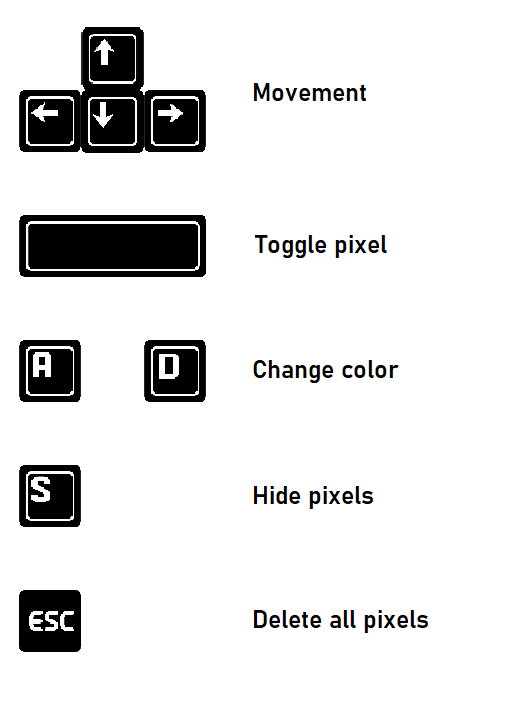 Movement
Toggle pixel
A D Change color
S Hide pixels
ESC Delete all pixels